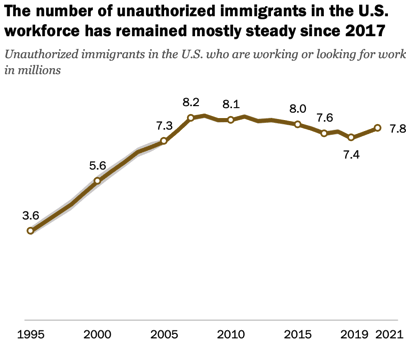 The number of unauthorized immigrants in the U.S.
workforce has remained mostly steady since 2017
Unauthorized immigrants in the U.S. who are working or looking for work
in millions
8.2
8.1
8.0
7.8
7.6
7.4
7.3
5.6
3.6
1995 2000 2005 2010 2015 2019 2021